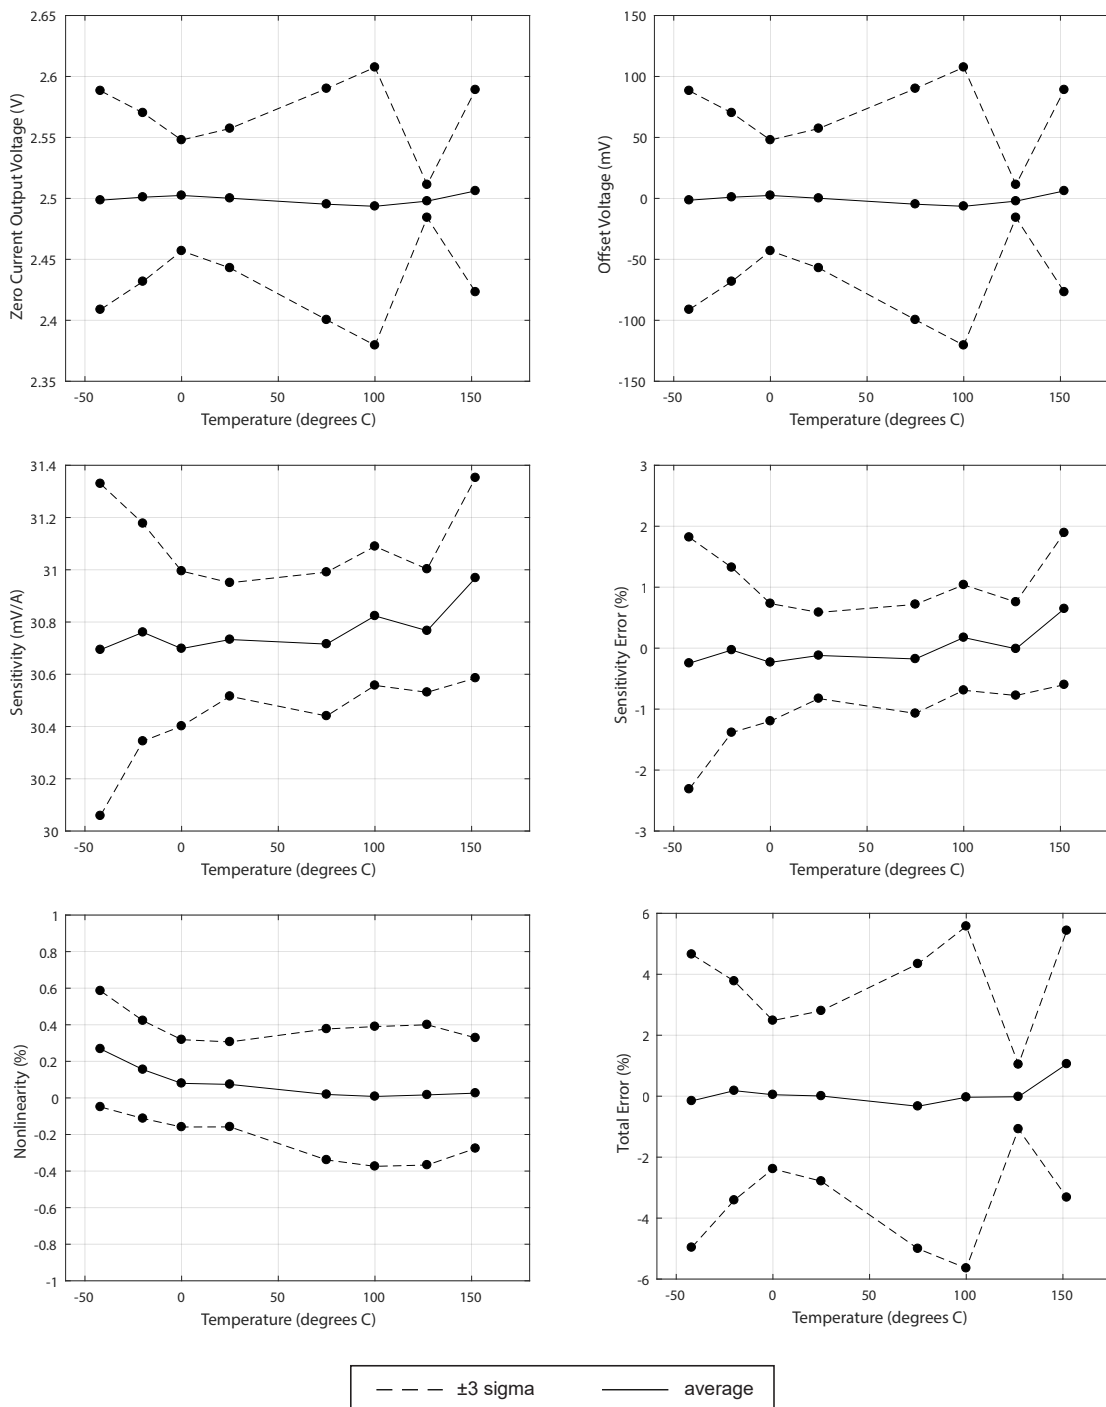 Zero Current Output Voltage (V)
2.65
2.6
2.55
2.5
2.45
2.4
2.35
-50 0 50 100 150
Temperature (degrees C)
Offset Voltage (mV)
150
100
50
0
-50
-100
-150
-50 0 50 100 150
Temperature (degrees C)
Sensitivity (mV/A)
31.4
31.2
31
30.8
30.6
30.4
30.2
30
-50 0 50 100 150
Temperature (degrees C)
Sensitivity Error (%)
3
2
1
0
-1
-2
-3
-50 0 50 100 150
Temperature (degrees C)
Nonlinearity (%)
1
0.8
0.6
0.4
0.2
0
-0.2
-0.4
-0.6
-0.8
-1
-50 0 50 100 150
Temperature (degrees C)
Total Error (%)
6
4
2
0
-2
-4
-6
-50 0 50 100 150
Temperature (degrees C)
±3 sigma average